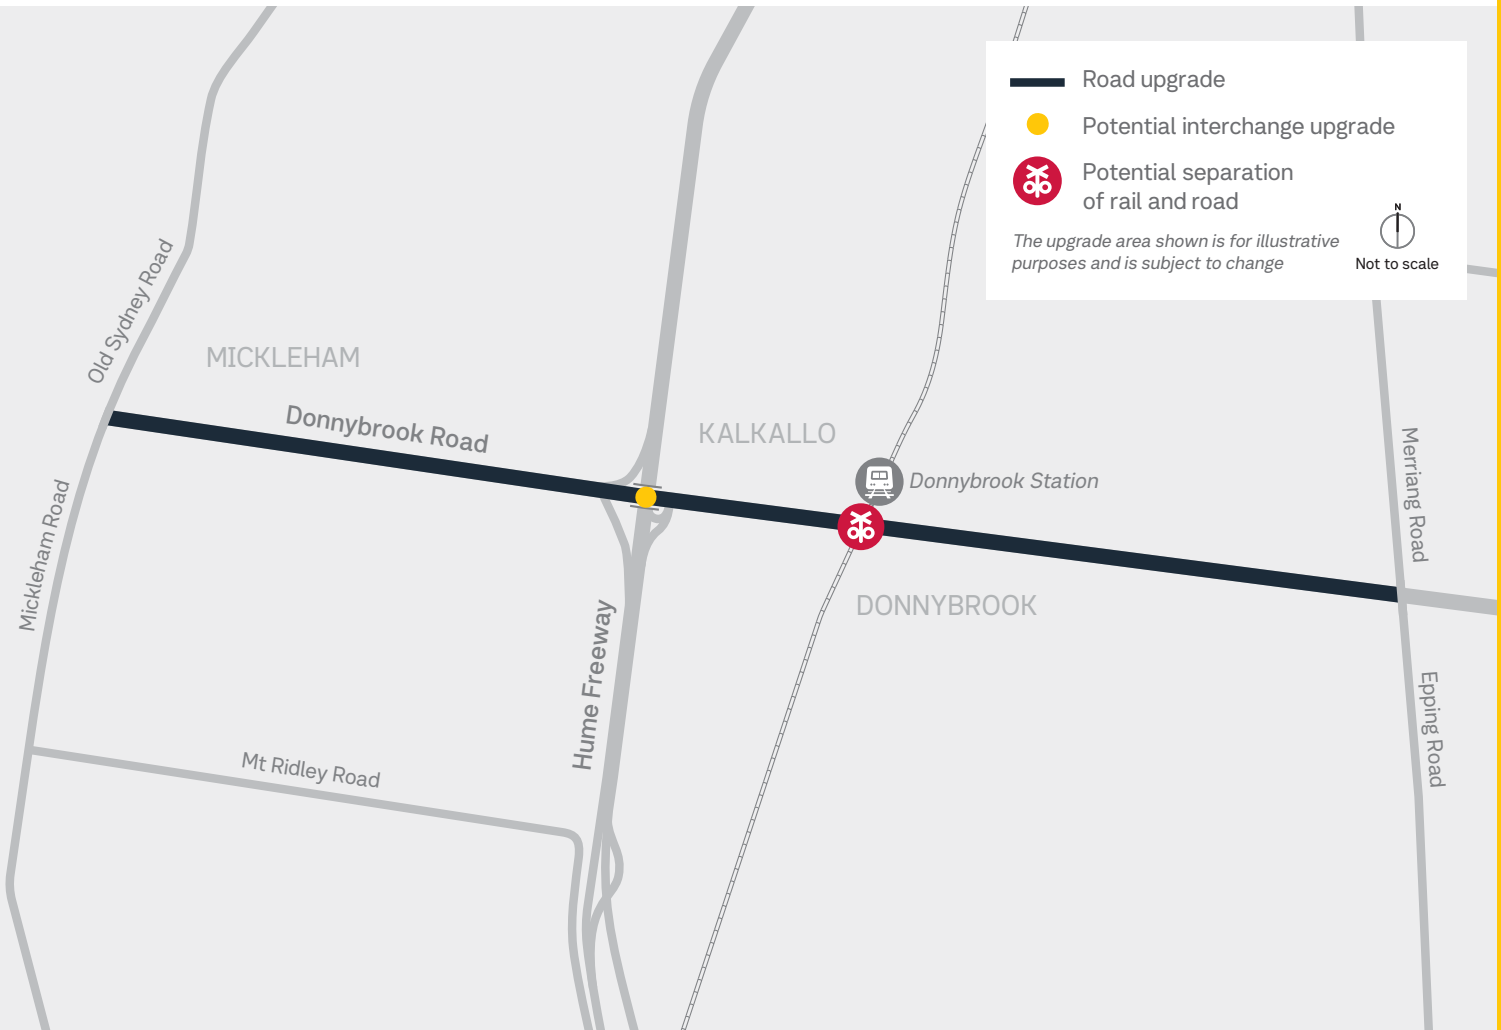 Road upgrade
Potential interchange upgrade
Potential separation
of rail and road
The upgrade area shown is for illustrative
purposes and is subject to change
N
Not to scale
Old Sydney Road
MICKLEHAM
Donnybrook Road
KALKALLO
Donnybrook Station
Merriang Road
Mickleham Road
DONNYBROOK
Hume Freeway
Epping Road
Mt Ridley Road